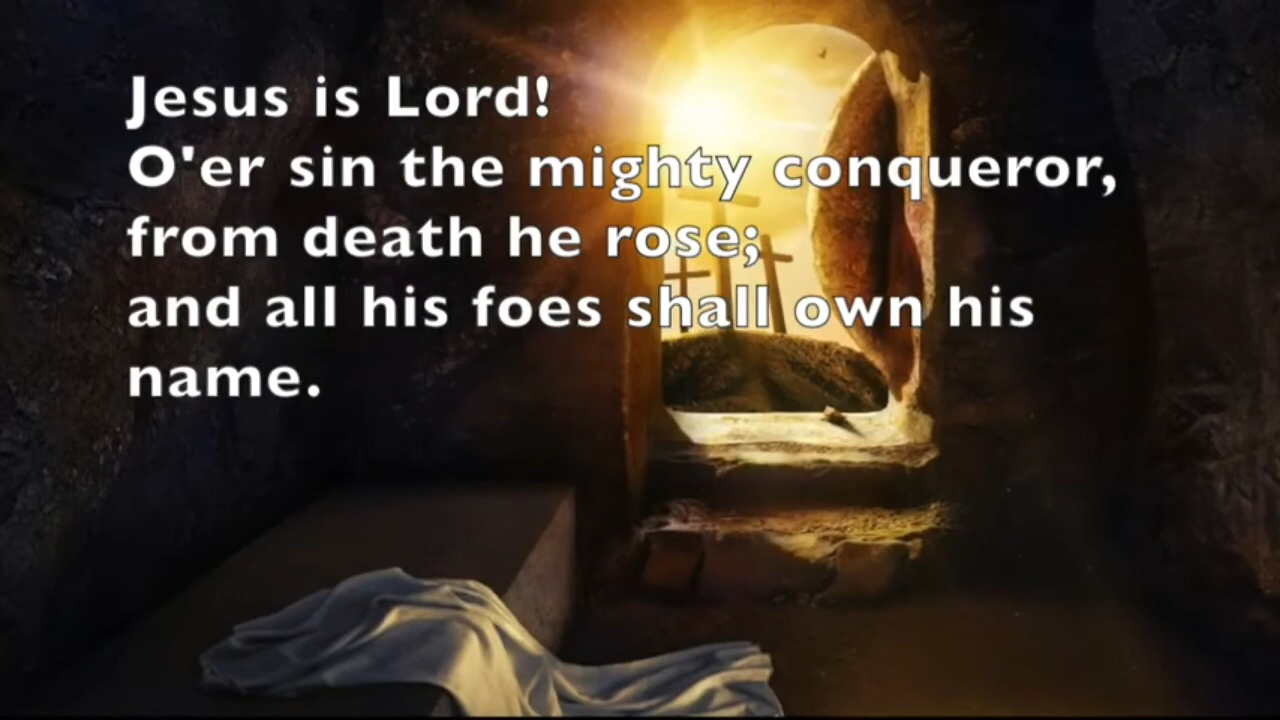 Jesus is Lord!
O'er sin the mighty conqueror,
from death he rose;
and all his foes shall own his
name.